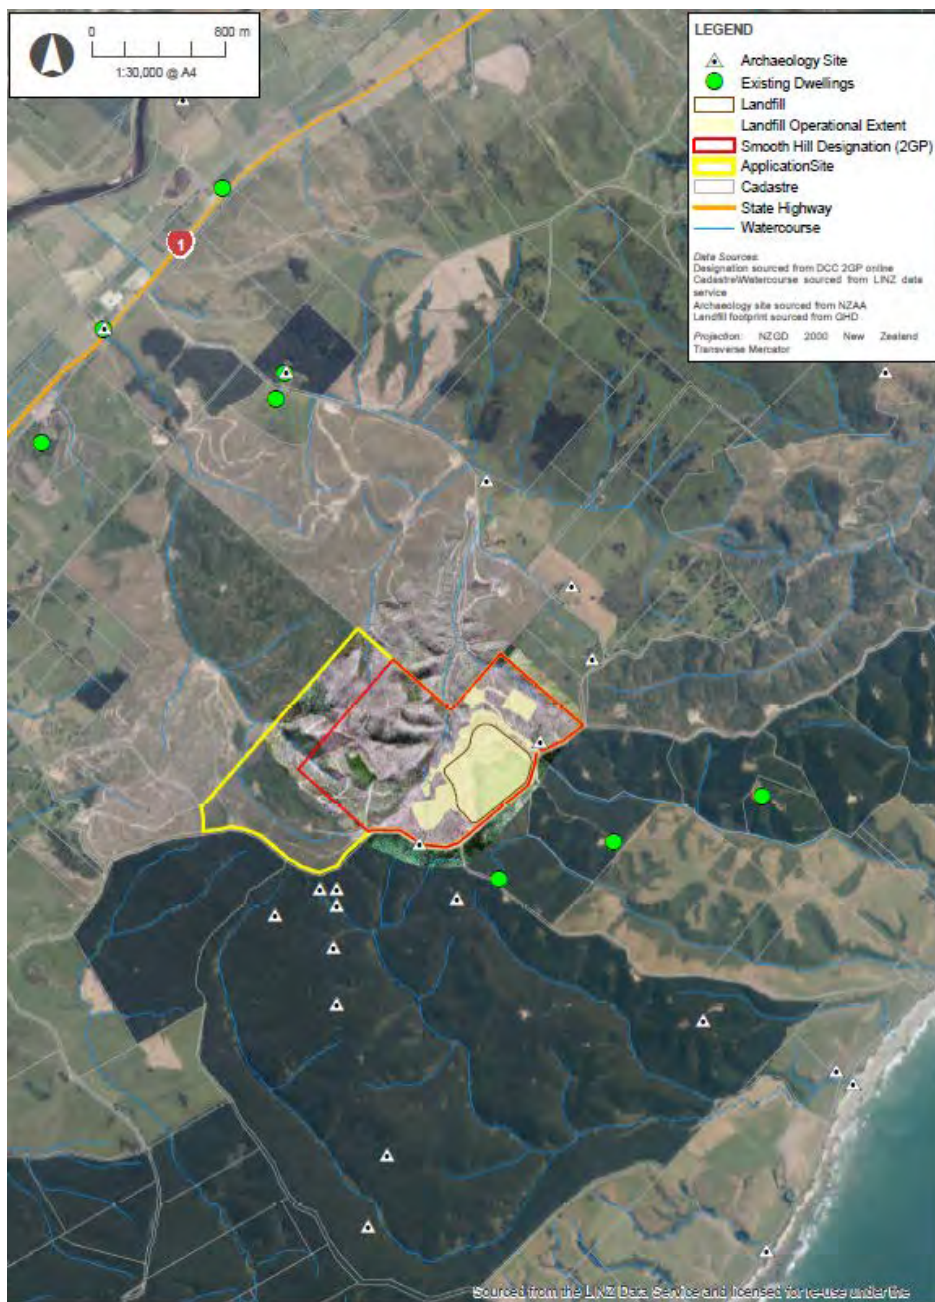 0 800 m
1:30,000 @ A4
LEGEND
Archaeology Site
Existing Dwellings
Landfill
Landfill Operational Extent
Smooth Hill Designation (2GP)
ApplicationSite
Cadastre
State Highway
Watercourse
Data Sources:
Designation sourced from DCC 2GP online
Cadastre\Watercourse sourced from LINZ data
service
Archaeology site sourced from NZAA
Landfill footprint sourced from GHD
Projection: NZGD 2000 New Zealand
Transverse Mercator
1
Sourced from the LINZ Data Service and licensed for re-use under the